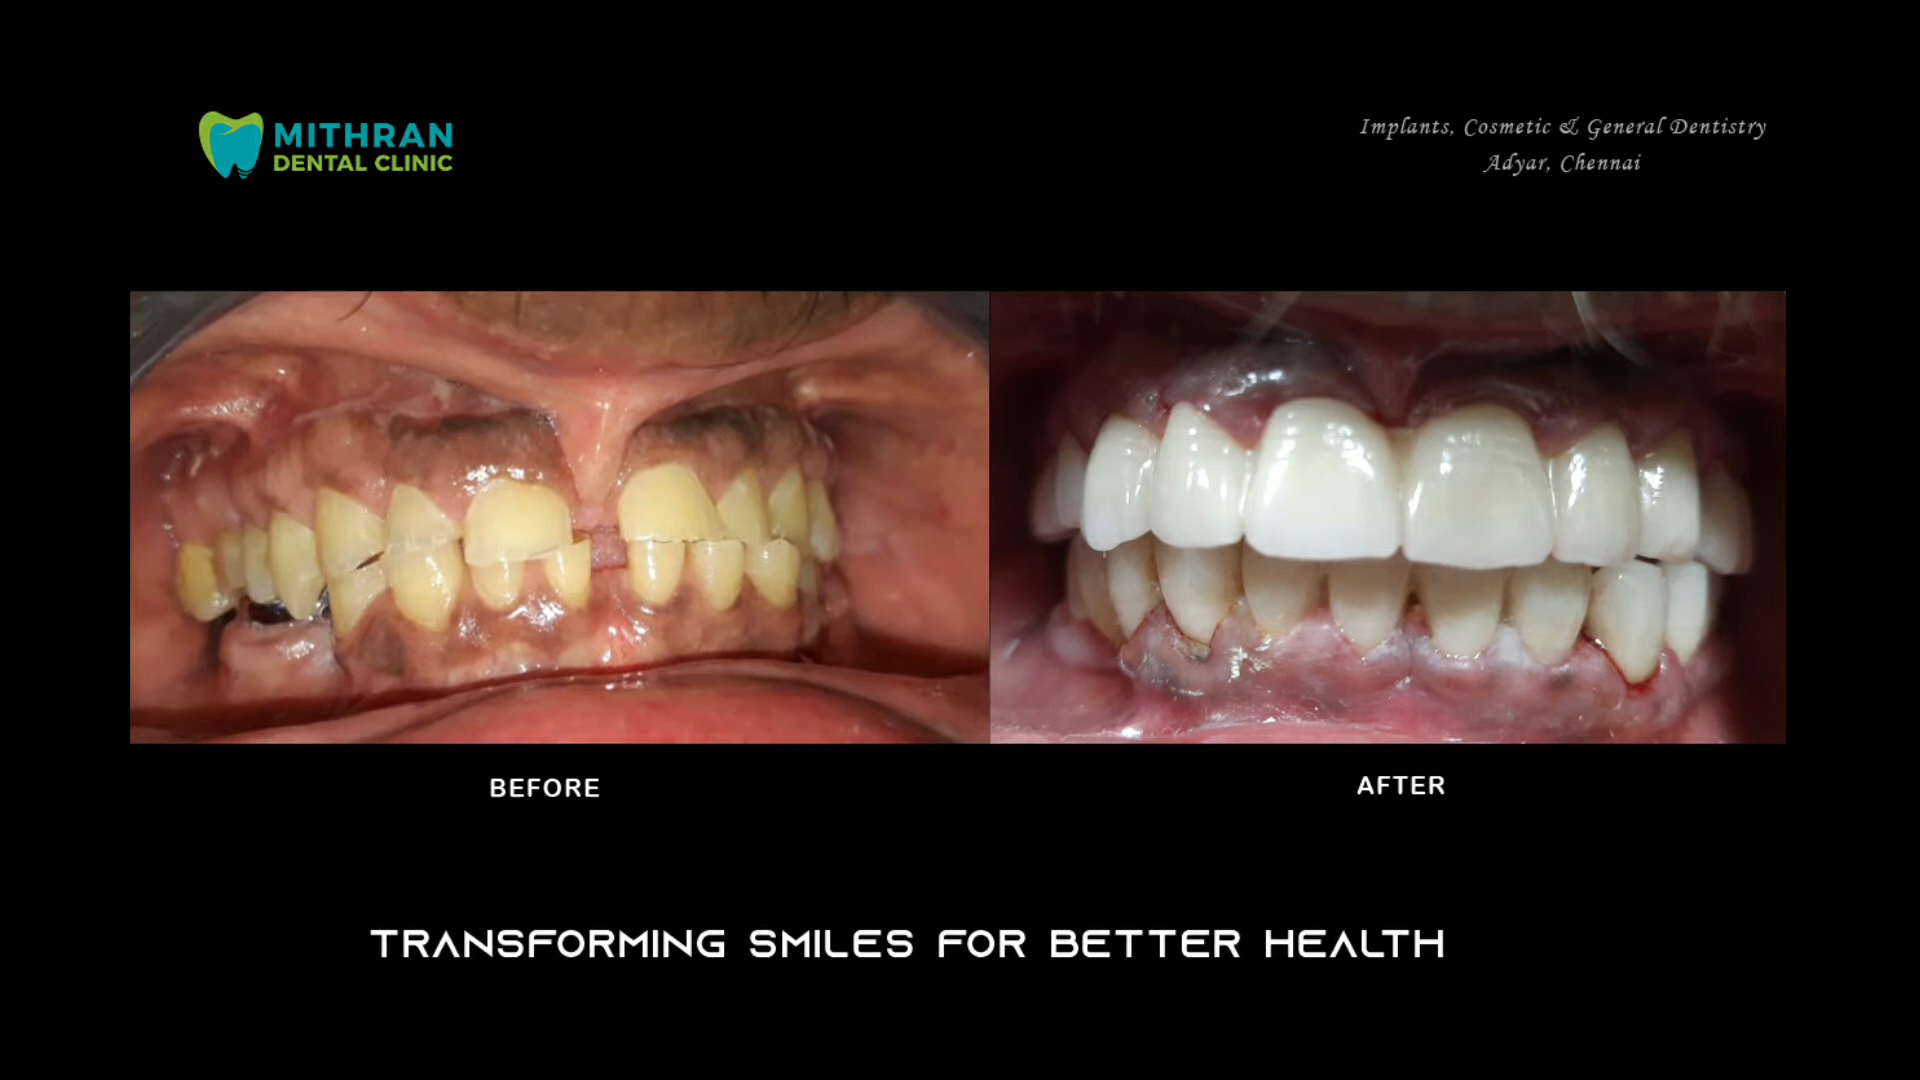 MITHRAN
DENTAL CLINIC
Implants, Cosmetic & General Dentistry
Adyar, Chennai
BEFORE
AFTER
TRANSFORMING SMILES FOR BETTER HEALTH